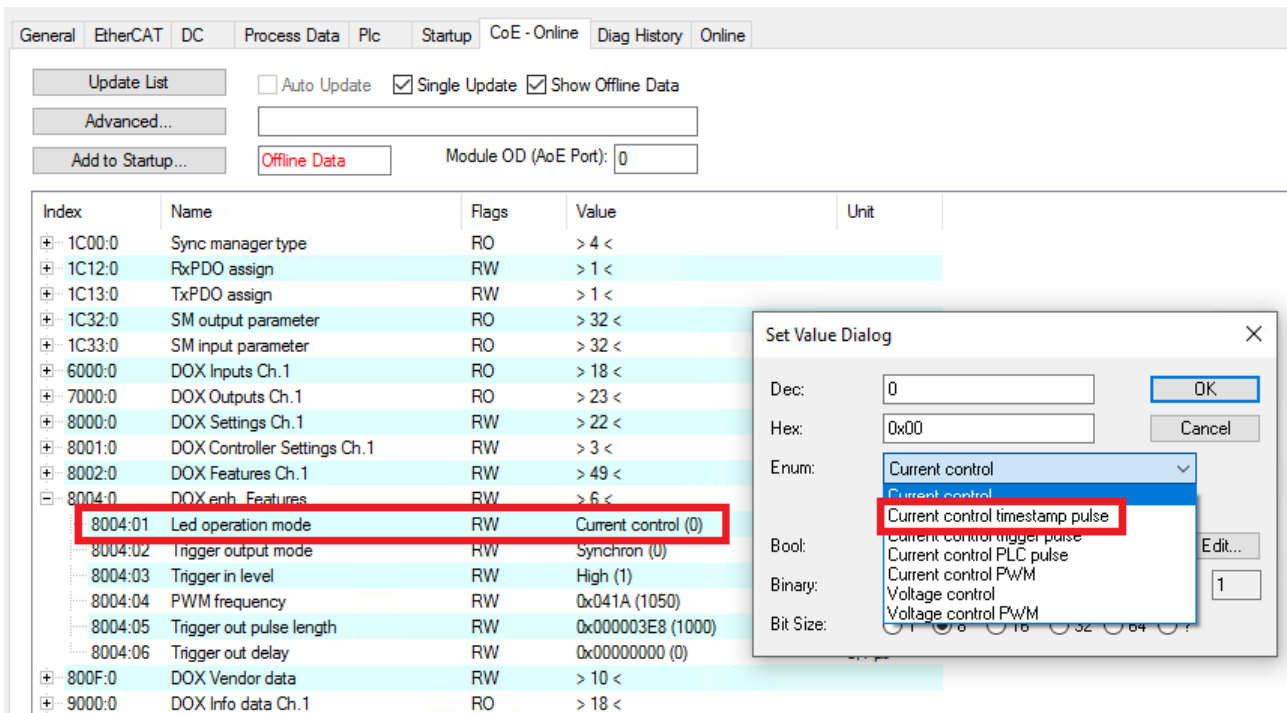 General EtherCAT DC Process Data Plc Startup CoE - Online Diag History Online
Update List Auto Update Single Update Show Offline Data
Advanced...
Add to Startup... Offline Data Module OD (AoE Port): 0
Index Name Flags Value Unit
1C00:0 Sync manager type RO > 4 <
1C12:0 RxPDO assign RW > 1 <
1C13:0 TxPDO assign RW > 1 <
1C32:0 SM output parameter RO > 32 <
1C33:0 SM input parameter RO > 32 <
6000:0 DOX Inputs Ch.1 RO > 18 <
7000:0 DOX Outputs Ch.1 RO > 23 <
8000:0 DOX Settings Ch.1 RW > 22 <
8001:0 DOX Controller Settings Ch.1 RW > 3 <
8002:0 DOX Features Ch.1 RW > 49 <
8004:0 DOX enh. Features RW > 6 <
8004:01 Led operation mode RW Current control (0)
8004:02 Trigger output mode RW Synchron (0)
8004:03 Trigger in level RW High (1)
8004:04 PWM frequency RW 0x041A (1050)
8004:05 Trigger out pulse length RW 0x000003E8 (1000)
8004:06 Trigger out delay RW 0x00000000 (0)
800F:0 DOX Vendor data RW > 10 <
9000:0 DOX Info data Ch.1 RO > 18 <
Set Value Dialog
Dec: 0 OK
Hex: 0x00 Cancel
Enum: Current control
Current control
Current control timestamp pulse
Current control trigger pulse
Current control PLC pulse
Current control PWM
Voltage control
Voltage control PWM
Bool: Edit...
Binary: 1
Bit Size: 1 8 16 32 64 ?